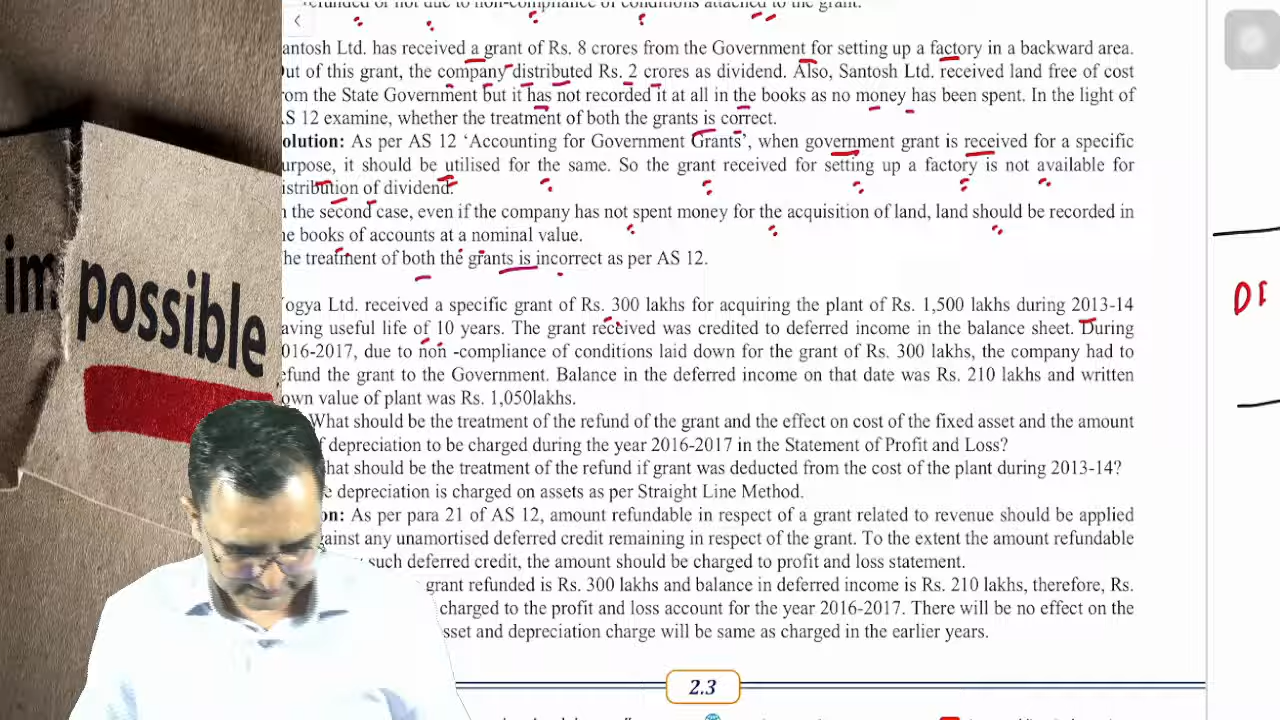 refunded or not due to non-compliance of conditions attached to the grant.
antosh Ltd. has received a grant of Rs. 8 crores from the Government for setting up a factory in a backward area.
ut of this grant, the company distributed Rs. 2 crores as dividend. Also, Santosh Ltd. received land free of cost
om the State Government but it has not recorded it at all in the books as no money has been spent. In the light of
S 12 examine, whether the treatment of both the grants is correct.
olution: As per AS 12 ‘Accounting for Government Grants’, when government grant is received for a specific
urpose, it should be utilised for the same. So the grant received for setting up a factory is not available for
istribution of dividend.
n the second case, even if the company has not spent money for the acquisition of land, land should be recorded in
he books of accounts at a nominal value.
he treatment of both the grants is incorrect as per AS 12.
ogya Ltd. received a specific grant of Rs. 300 lakhs for acquiring the plant of Rs. 1,500 lakhs during 2013-14
aving useful life of 10 years. The grant received was credited to deferred income in the balance sheet. During
016-2017, due to non -compliance of conditions laid down for the grant of Rs. 300 lakhs, the company had to
efund the grant to the Government. Balance in the deferred income on that date was Rs. 210 lakhs and written
own value of plant was Rs. 1,050lakhs.
What should be the treatment of the refund of the grant and the effect on cost of the fixed asset and the amount
f depreciation to be charged during the year 2016-2017 in the Statement of Profit and Loss?
hat should be the treatment of the refund if grant was deducted from the cost of the plant during 2013-14?
e depreciation is charged on assets as per Straight Line Method.
on: As per para 21 of AS 12, amount refundable in respect of a grant related to revenue should be applied
gainst any unamortised deferred credit remaining in respect of the grant. To the extent the amount refundable
such deferred credit, the amount should be charged to profit and loss statement.
grant refunded is Rs. 300 lakhs and balance in deferred income is Rs. 210 lakhs, therefore, Rs.
charged to the profit and loss account for the year 2016-2017. There will be no effect on the
sset and depreciation charge will be same as charged in the earlier years.
2.3
im possible